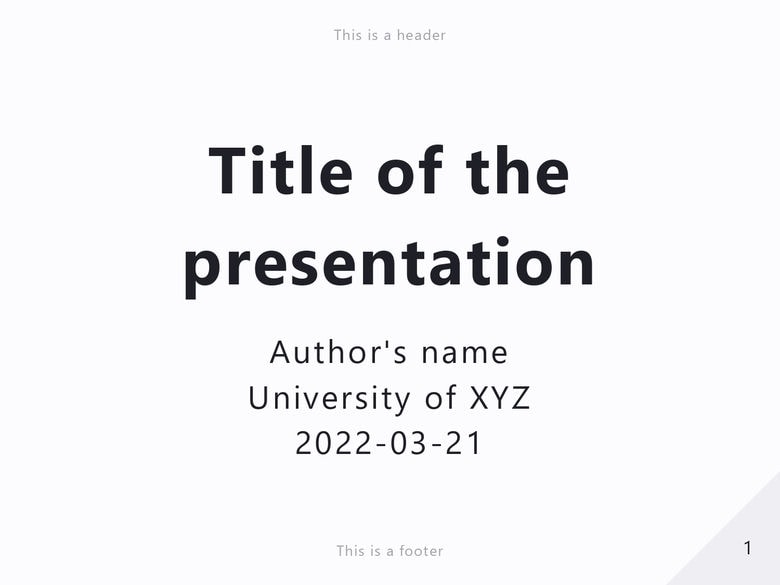 This is a header
Title of the
presentation
Author's name
University of XYZ
2022-03-21
This is a footer
1